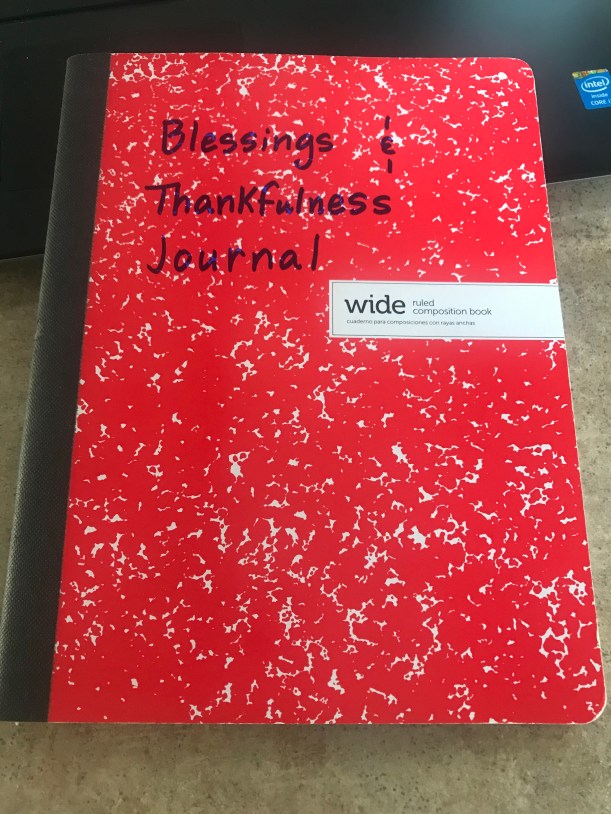 Blessings &
Thankfulness
Journal
wide ruled
composition book
cuaderno para composiciones con rayas anchas
intel
inside
CORE i